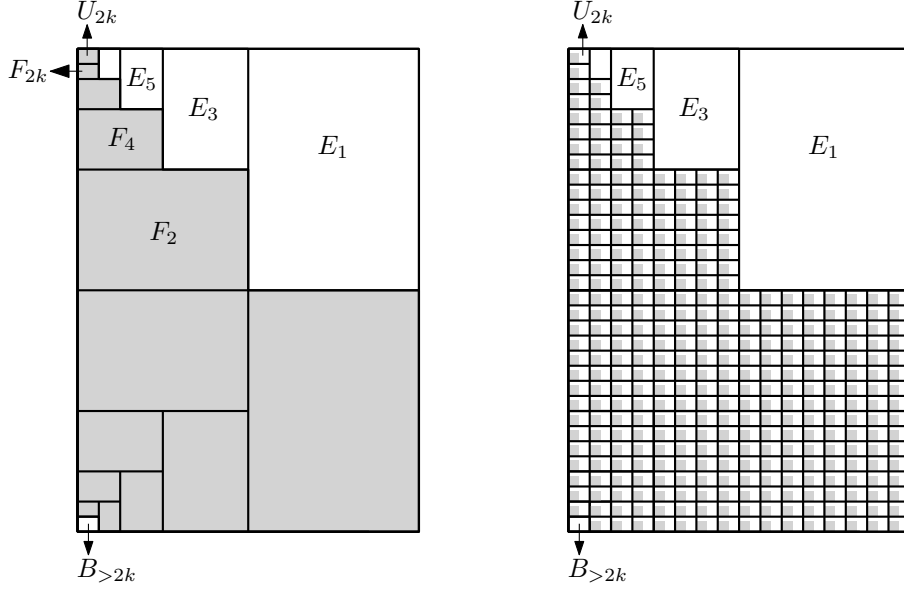 U_{2k} U_{2k}
F_{2k} E_5 E_3 E_1 E_5 E_3 E_1
F_4
F_2
B_{>2k} B_{>2k}